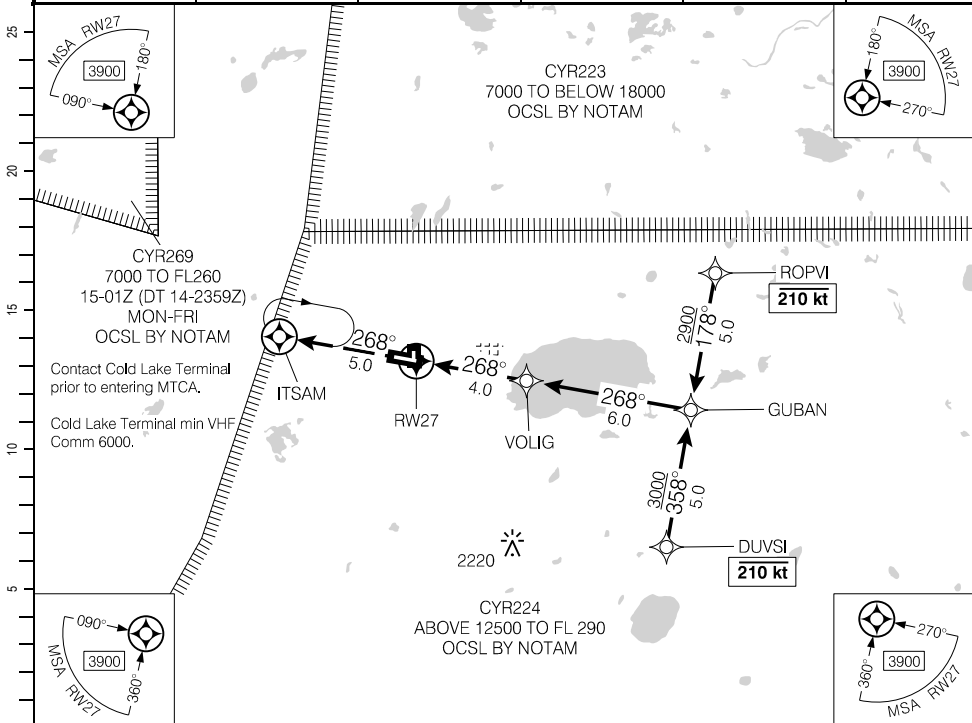 25
20
15
10
5
MSA RW27
3900
180°
090°
CYR223
7000 TO BELOW 18000
OCSL BY NOTAM
MSA RW27
3900
180°
270°
CYR269
7000 TO FL260
15-01Z (DT 14-2359Z)
MON-FRI
OCSL BY NOTAM
Contact Cold Lake Terminal
prior to entering MTCA.
Cold Lake Terminal min VHF
Comm 6000.
ROPVI
210 kt
2900
178°
5.0
268°
5.0
ITSAM
RW27
268°
4.0
VOLIG
268°
6.0
GUBAN
3000
358°
5.0
DUVSI
210 kt
2220
CYR224
ABOVE 12500 TO FL 290
OCSL BY NOTAM
090°
3900
360°
MSA RW27
270°
3900
360°
MSA RW27